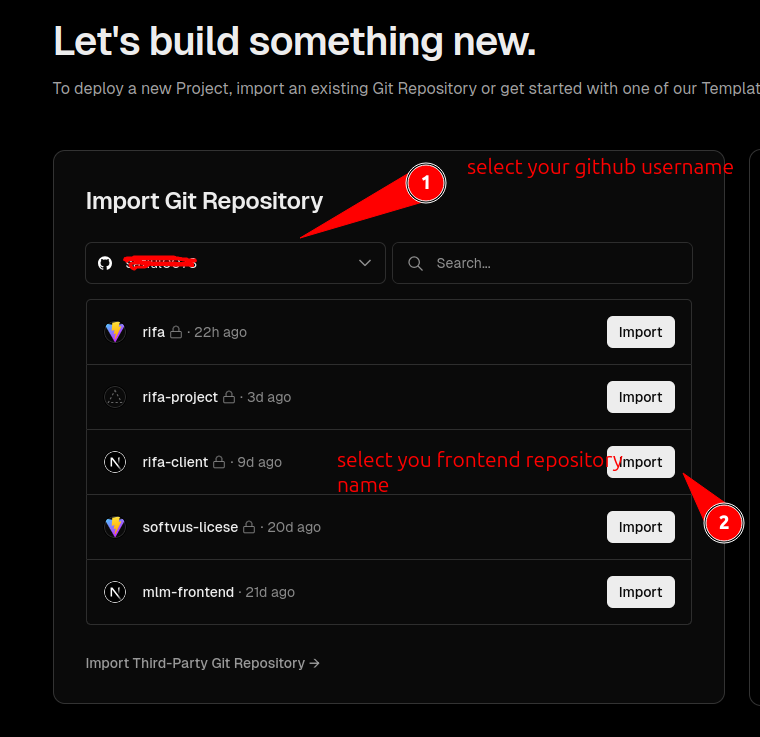 Let's build something new.
To deploy a new Project, import an existing Git Repository or get started with one of our Templat
select your github username
1
Import Git Repository
Search...
rifa · 22h ago Import
rifa-project · 3d ago Import
rifa-client · 9d ago Import
select you frontend repository
name
2
softvus-licese · 20d ago Import
mlm-frontend · 21d ago Import
Import Third-Party Git Repository →